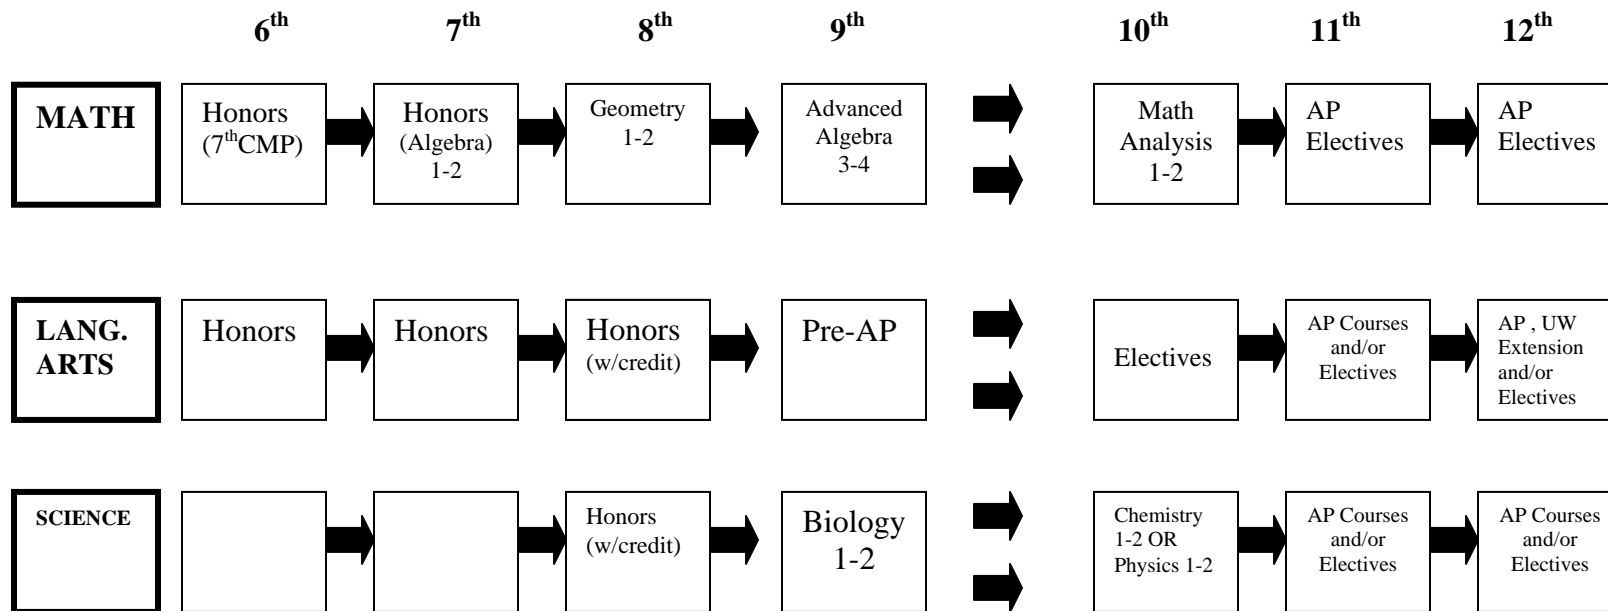 6th 7th 8th 9th 10th 11th 12th
MATH
Honors
(7thCMP)
Honors
(Algebra)
1-2
Geometry
1-2
Advanced
Algebra
3-4
Math
Analysis
1-2
AP
Electives
AP
Electives
LANG.
ARTS
Honors
Honors
Honors
(w/credit)
Pre-AP
Electives
AP Courses
and/or
Electives
AP , UW
Extension
and/or
Electives
SCIENCE
Honors
(w/credit)
Biology
1-2
Chemistry
1-2 OR
Physics 1-2
AP Courses
and/or
Electives
AP Courses
and/or
Electives